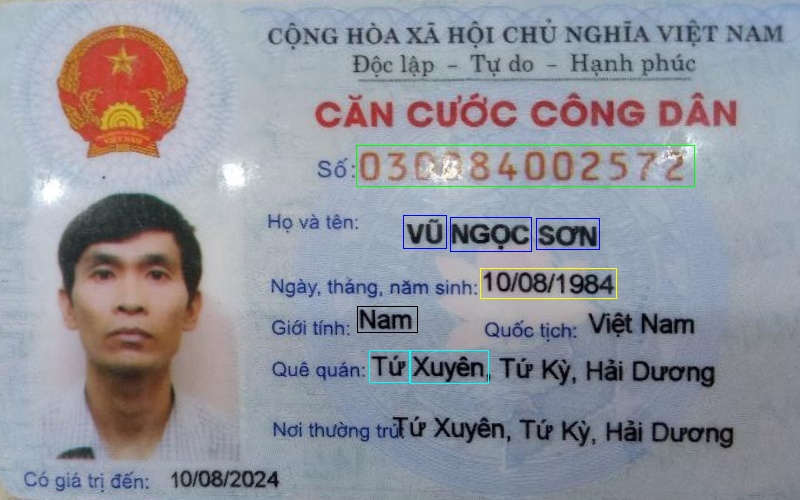 CỘNG HÒA XÃ HỘI CHỦ NGHĨA VIỆT NAM
Độc lập - Tự do - Hạnh phúc
CĂN CƯỚC CÔNG DÂN
Số: 030084002572
Họ và tên: VŨ NGỌC SƠN
Ngày, tháng, năm sinh: 10/08/1984
Giới tính: Nam Quốc tịch: Việt Nam
Quê quán: Tứ Xuyên, Tứ Kỳ, Hải Dương
Nơi thường trú: Tứ Xuyên, Tứ Kỳ, Hải Dương
Có giá trị đến: 10/08/2024